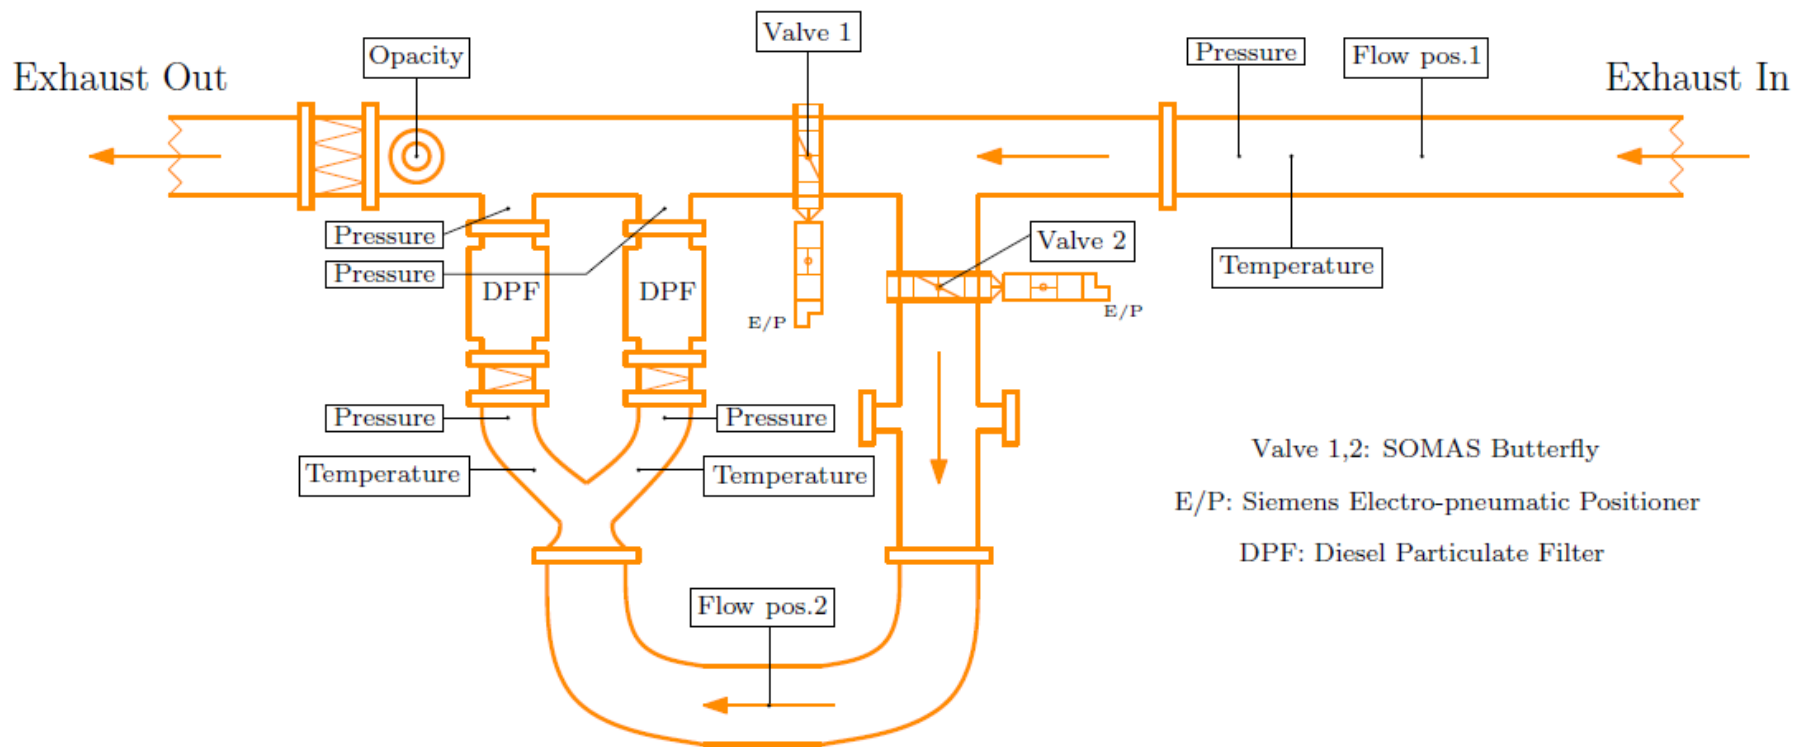 Valve 1
Opacity
Pressure
Flow pos.1
Exhaust Out
Exhaust In
Pressure
Valve 2
Pressure
Temperature
DPF
DPF
E/P
E/P
Pressure
Pressure
Temperature
Temperature
Valve 1,2: SOMAS Butterfly
E/P: Siemens Electro-pneumatic Positioner
DPF: Diesel Particulate Filter
Flow pos.2